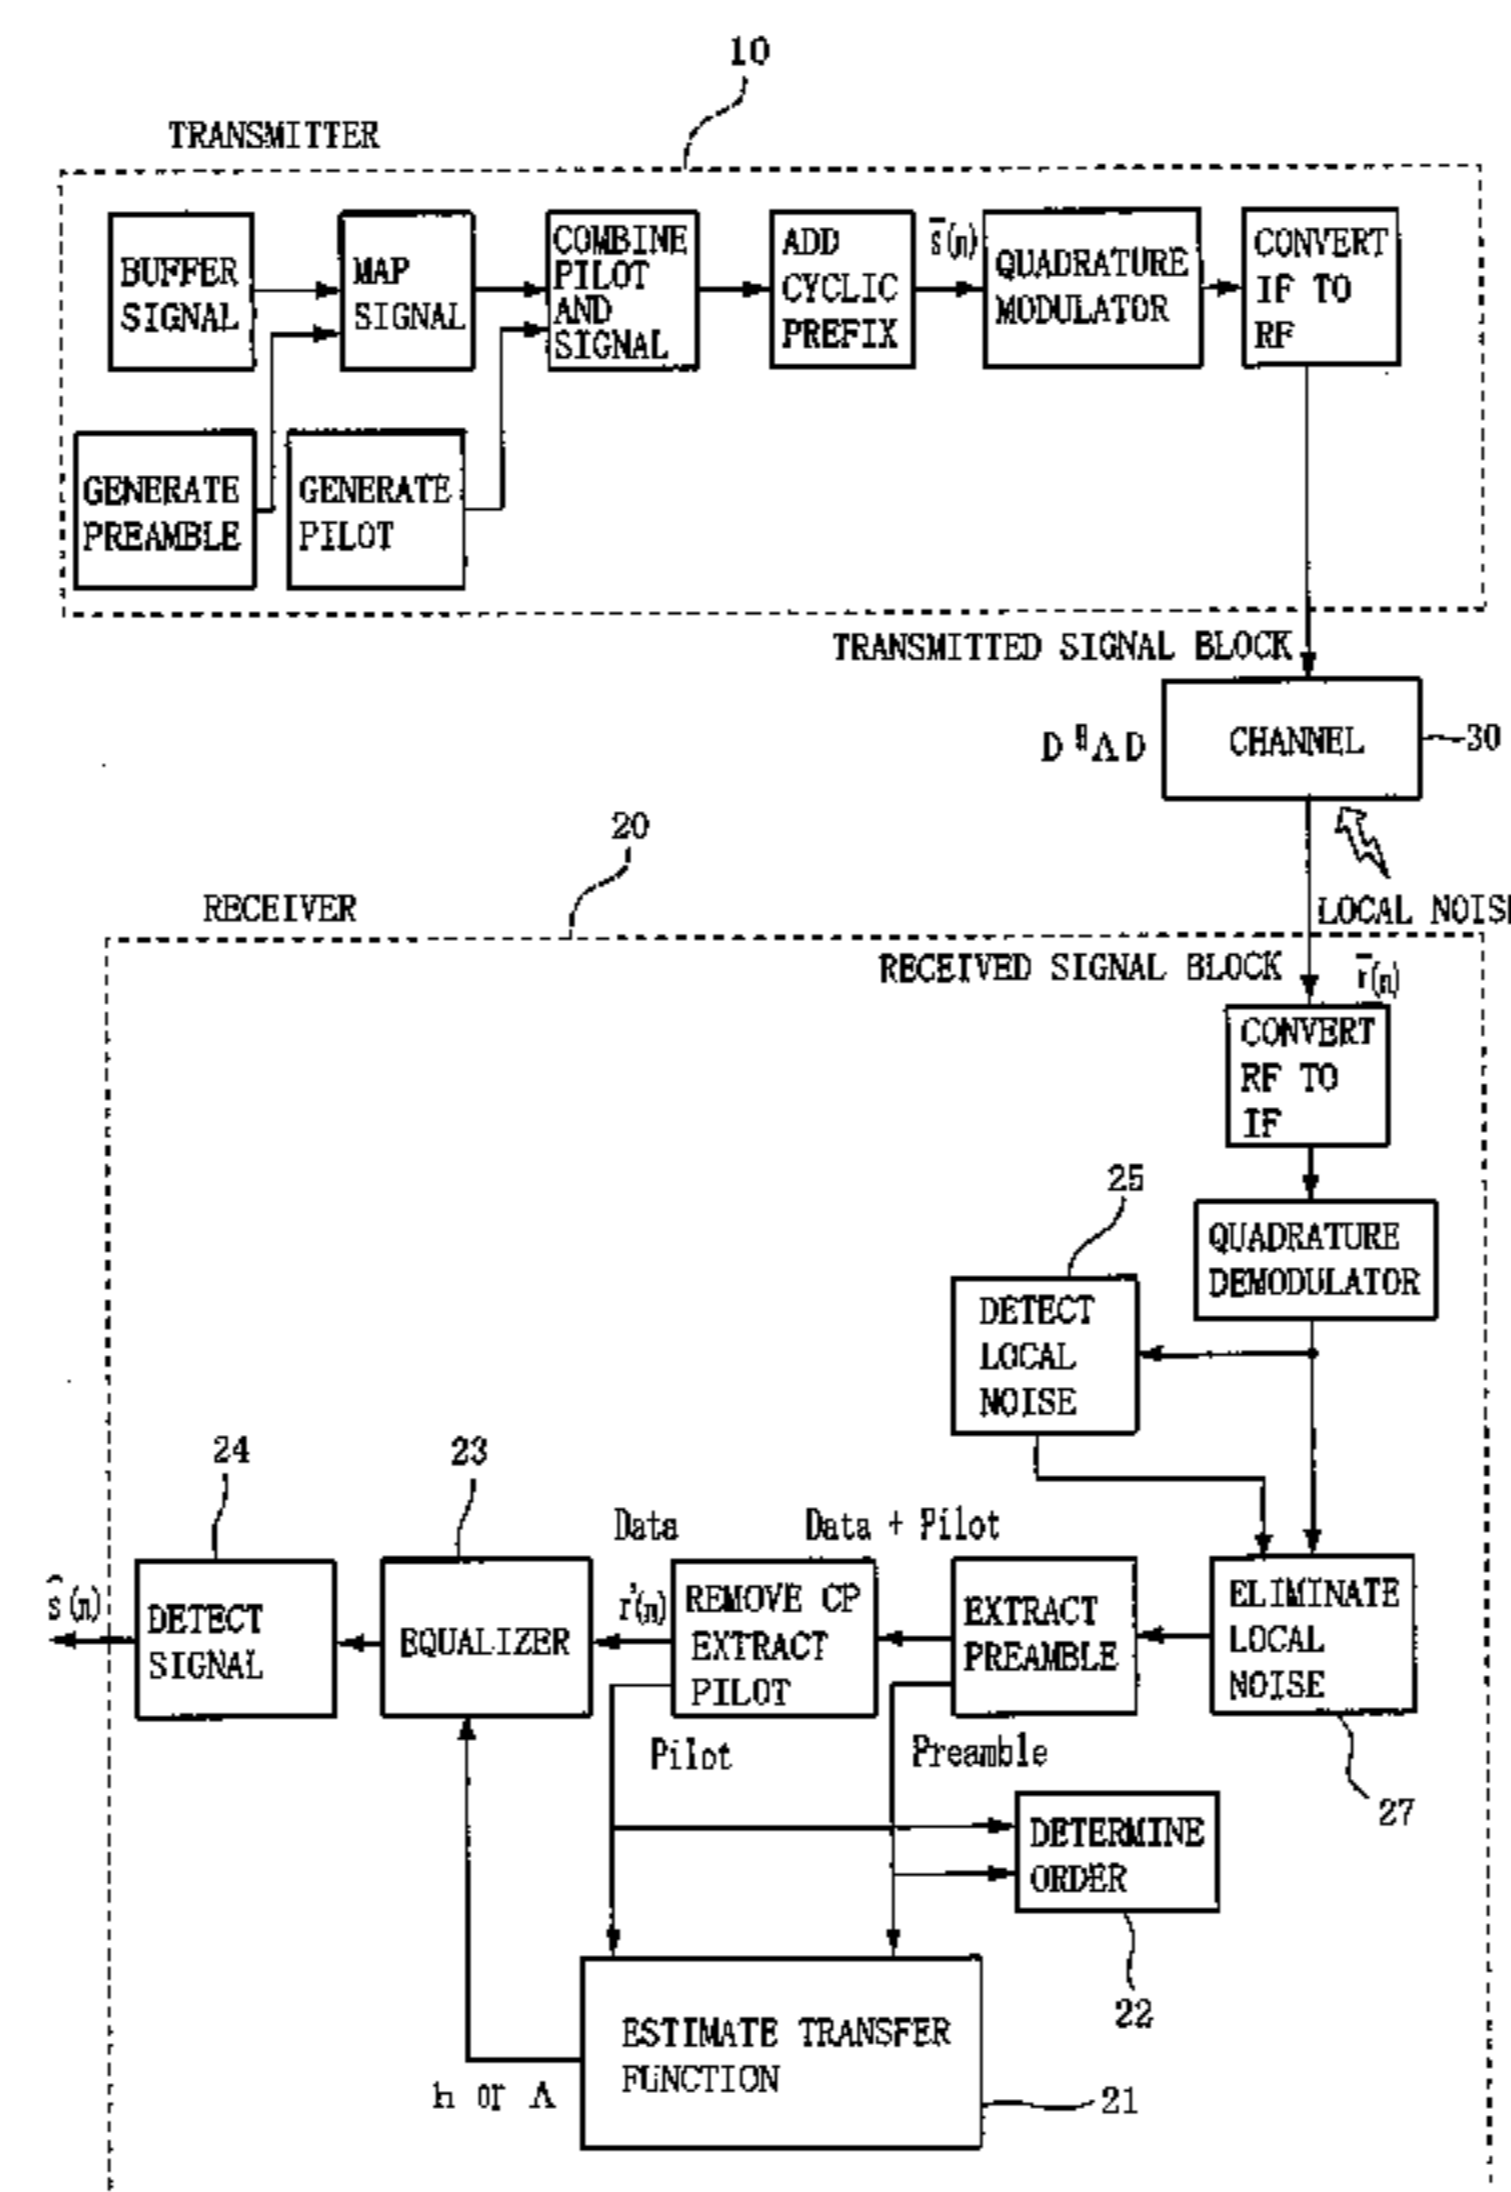 10
TRANSMITTER
BUFFER
SIGNAL
MAP
SIGNAL
COMBINE
PILOT
AND
SIGNAL
ADD
CYCLIC
PREFIX
s̄(n)
QUADRATURE
MODULATOR
CONVERT
IF TO
RF
GENERATE
PREAMBLE
GENERATE
PILOT
TRANSMITTED SIGNAL BLOCK
D^H Λ D
CHANNEL
30
20
RECEIVER
LOCAL NOIS
RECEIVED SIGNAL BLOCK
r̄(n)
CONVERT
RF TO
IF
25
QUADRATURE
DEMODULATOR
DETECT
LOCAL
NOISE
24
23
Data
Data + Pilot
ŝ(n)
DETECT
SIGNAL
EQUALIZER
r'(n)
REMOVE CP
EXTRACT
PILOT
EXTRACT
PREAMBLE
ELIMINATE
LOCAL
NOISE
Pilot
Preamble
27
DETERMINE
ORDER
22
ESTIMATE TRANSFER
FUNCTION
h or Λ
21